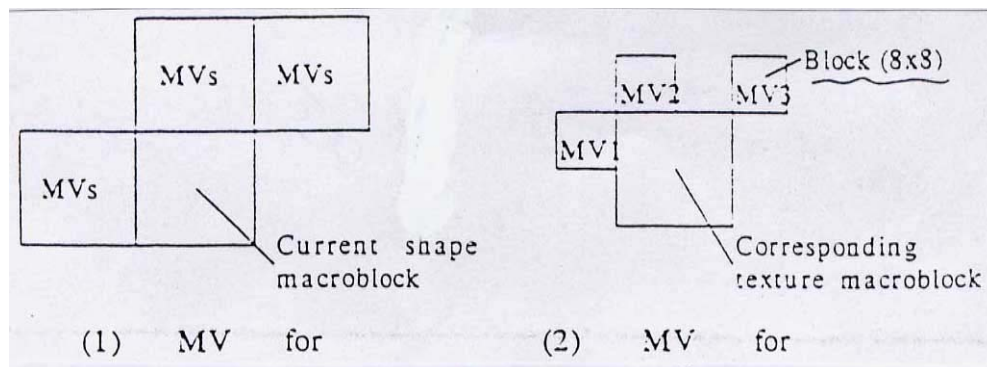 MVs MVs
MVs
Current shape
macroblock
(1) MV for
Block (8x8)
MV2 MV3
MV1
Corresponding
texture macroblock
(2) MV for